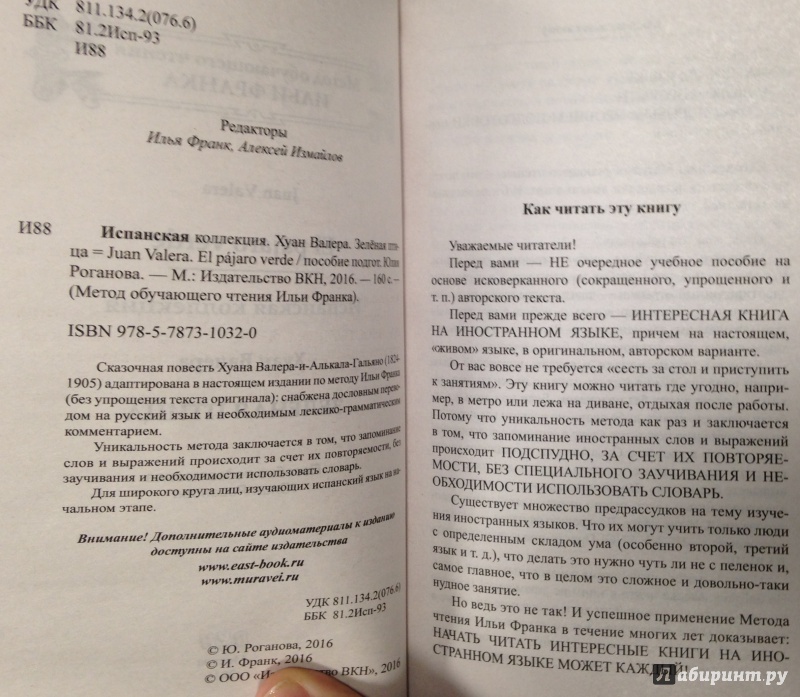 УДК 811.134.2(076.6)
ББК 81.2Исп-93
И88
Редакторы
Илья Франк, Алексей Измайлов
И88
Испанская коллекция. Хуан Валера. Зелёная пти-
ца = Juan Valera. El pájaro verde / пособие подгот. Юлия
Роганова. — М.: Издательство ВКН, 2016. — 160 с. —
(Метод обучающего чтения Ильи Франка).
ISBN 978-5-7873-1032-0
Сказочная повесть Хуана Валера-и-Алькала-Гальяно (1824-
1905) адаптирована в настоящем издании по методу Ильи Франка
(без упрощения текста оригинала): снабжена дословным перево-
дом на русский язык и необходимым лексико-грамматическим
комментарием.
Уникальность метода заключается в том, что запоминание
слов и выражений происходит за счет их повторяемости, без
заучивания и необходимости использовать словарь.
Для широкого круга лиц, изучающих испанский язык на на-
чальном этапе.
Внимание! Дополнительные аудиоматериалы к изданию
доступны на сайте издательства
www.east-book.ru
www.muravei.ru
УДК 811.134.2(076.6)
ББК 81.2Исп-93
© Ю. Роганова, 2016
© И. Франк, 2016
© ООО «Из ВКН», 2016
Как читать эту книгу
Уважаемые читатели!
Перед вами — НЕ очередное учебное пособие на
основе исковерканного (сокращенного, упрощенного и
т. п.) авторского текста.
Перед вами прежде всего — ИНТЕРЕСНАЯ КНИГА
НА ИНОСТРАННОМ ЯЗЫКЕ, причем на настоящем,
«живом» языке, в оригинальном, авторском варианте.
От вас вовсе не требуется «сесть за стол и приступить
к занятиям». Эту книгу можно читать где угодно, напри-
мер, в метро или лежа на диване, отдыхая после работы.
Потому что уникальность метода как раз и заключается
в том, что запоминание иностранных слов и выражений
происходит ПОДСПУДНО, ЗА СЧЕТ ИХ ПОВТОРЯЕ-
МОСТИ, БЕЗ СПЕЦИАЛЬНОГО ЗАУЧИВАНИЯ И НЕ-
ОБХОДИМОСТИ ИСПОЛЬЗОВАТЬ СЛОВАРЬ.
Существует множество предрассудков на тему изуче-
ния иностранных языков. Что их могут учить только люди
с определенным складом ума (особенно второй, третий
язык и т. д.), что делать это нужно чуть ли не с пеленок и,
самое главное, что в целом это сложное и довольно-таки
нудное занятие.
Но ведь это не так! И успешное применение Метода
чтения Ильи Франка в течение многих лет доказывает:
НАЧАТЬ ЧИТАТЬ ИНТЕРЕСНЫЕ КНИГИ НА ИНО-
СТРАННОМ ЯЗЫКЕ МОЖЕТ КАЖДЫЙ!
Лабиринт.ру